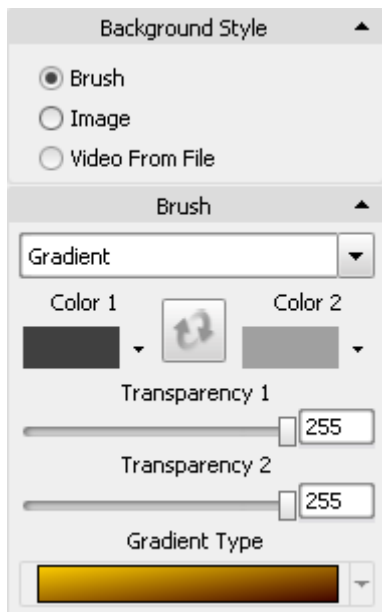 Background Style
Brush
Image
Video From File
Brush
Gradient
Color 1 Color 2
Transparency 1
255
Transparency 2
255
Gradient Type